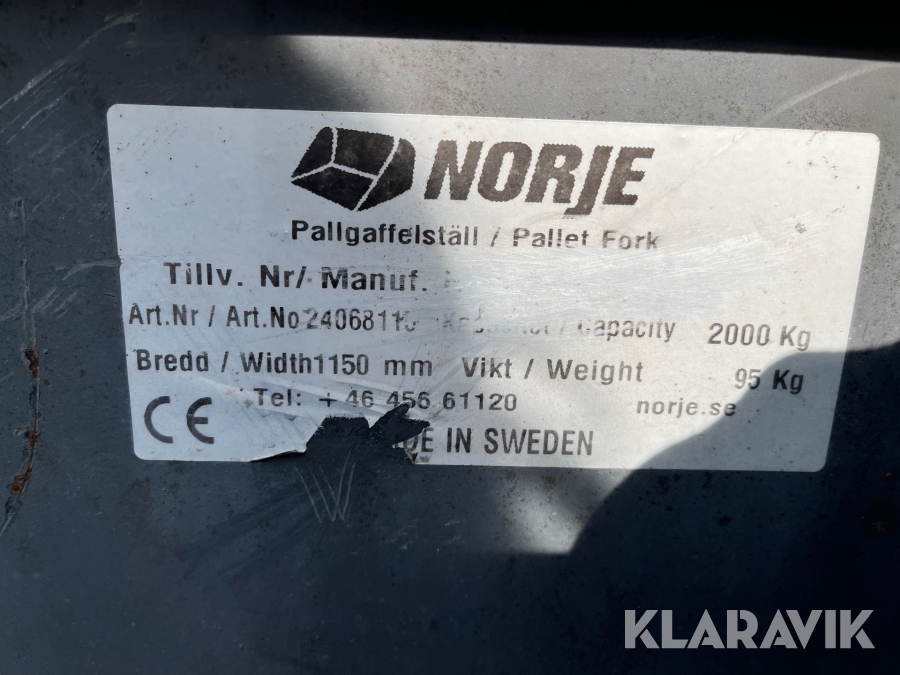 NORJE
Pallgaffelställ / Pallet Fork
Tillv. Nr/ Manuf.
Art.Nr / Art.No / Capacity 2000 Kg
Bredd / Width1150 mm Vikt / Weight 95 Kg
Tel: + 46 456 61120 norje.se
CE IN SWEDEN
KLARAVIK